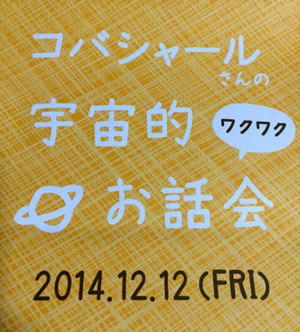 コバシャール
さんの
宇宙的
ワクワク
お話会
2014.12.12(FRI)